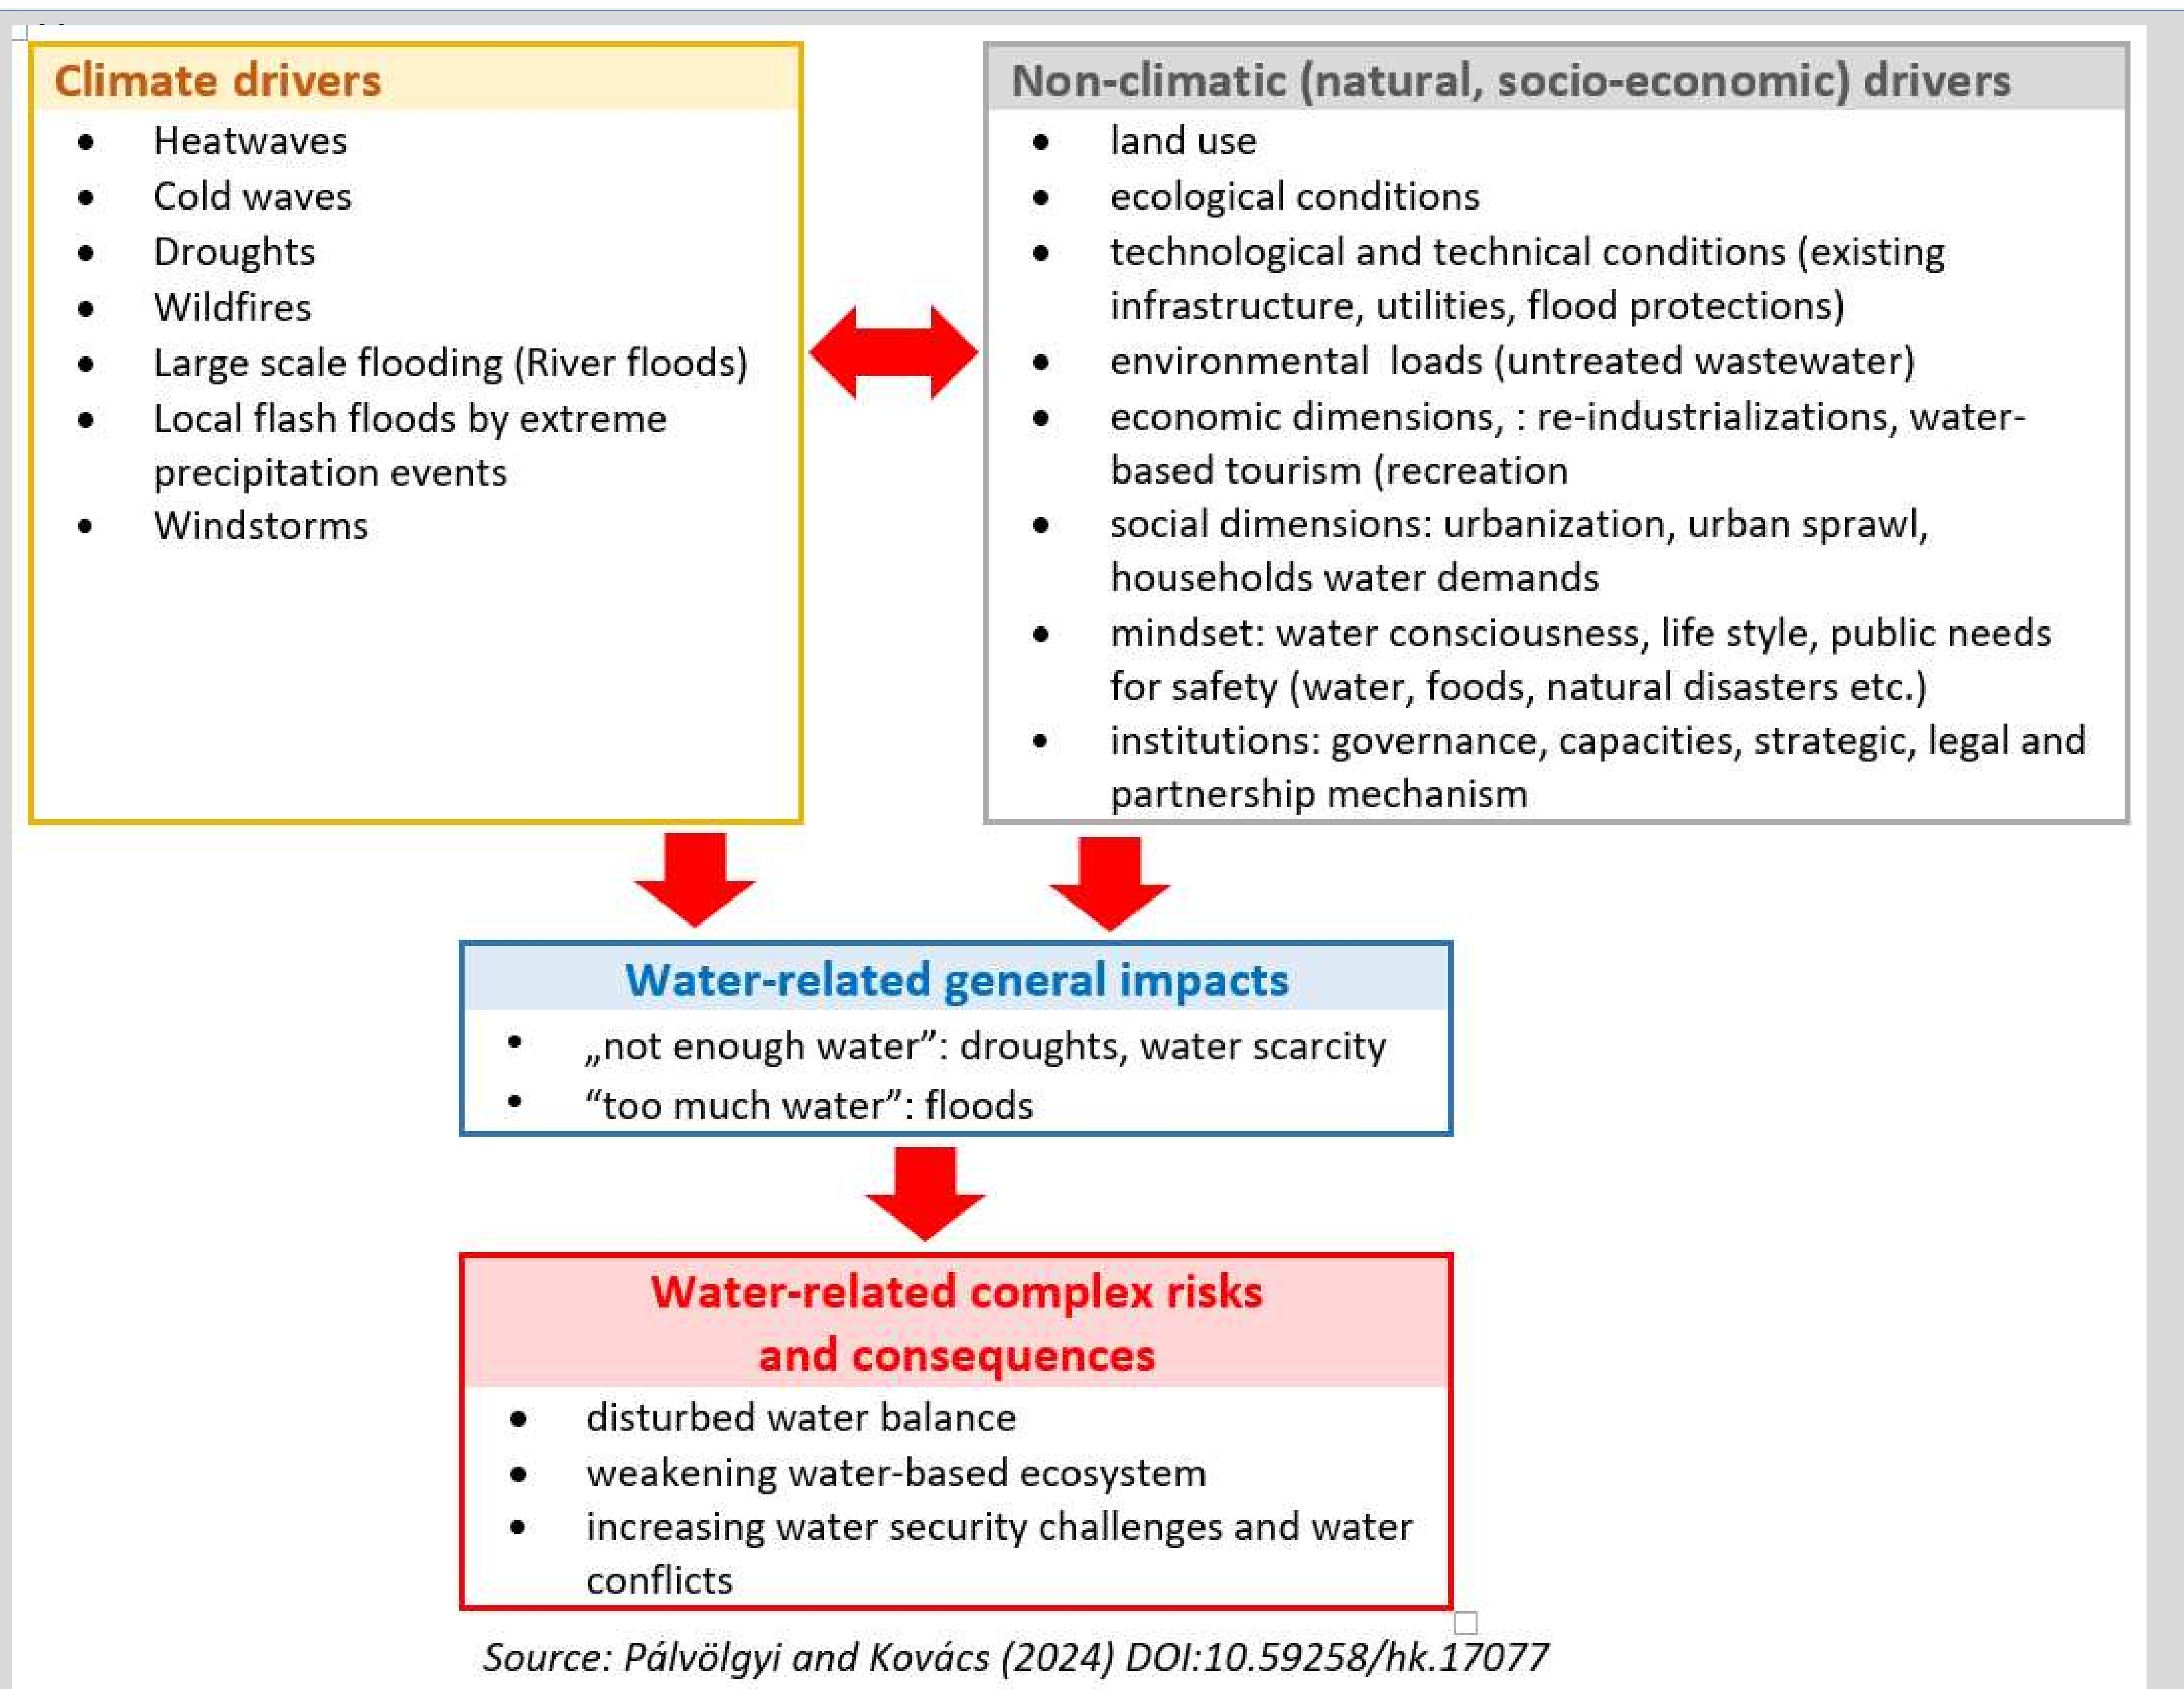 Climate drivers
• Heatwaves
• Cold waves
• Droughts
• Wildfires
• Large scale flooding (River floods)
• Local flash floods by extreme
precipitation events
• Windstorms
Non-climatic (natural, socio-economic) drivers
• land use
• ecological conditions
• technological and technical conditions (existing
infrastructure, utilities, flood protections)
• environmental  loads (untreated wastewater)
• economic dimensions, : re-industrializations, water-
based tourism (recreation
• social dimensions: urbanization, urban sprawl,
households water demands
• mindset: water consciousness, life style, public needs
for safety (water, foods, natural disasters etc.)
• institutions: governance, capacities, strategic, legal and
partnership mechanism
Water-related general impacts
• „not enough water”: droughts, water scarcity
• “too much water”: floods
Water-related complex risks
and consequences
• disturbed water balance
• weakening water-based ecosystem
• increasing water security challenges and water
conflicts
Source: Pálvölgyi and Kovács (2024) DOI:10.59258/hk.17077